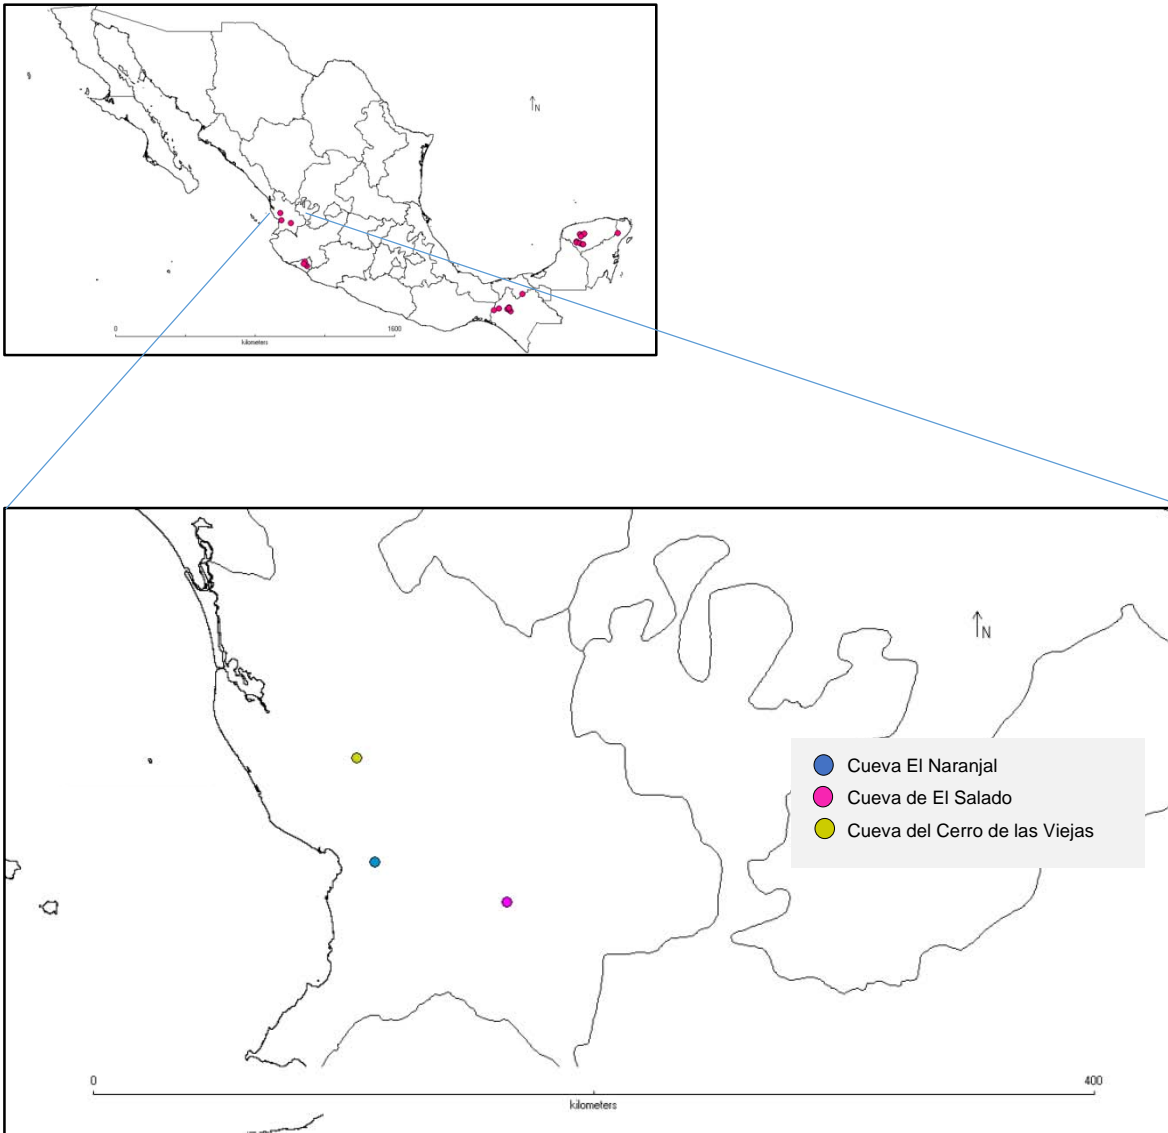 N
0
1600
kilometers
N
Cueva El Naranjal
Cueva de El Salado
Cueva del Cerro de las Viejas
0
400
kilometers